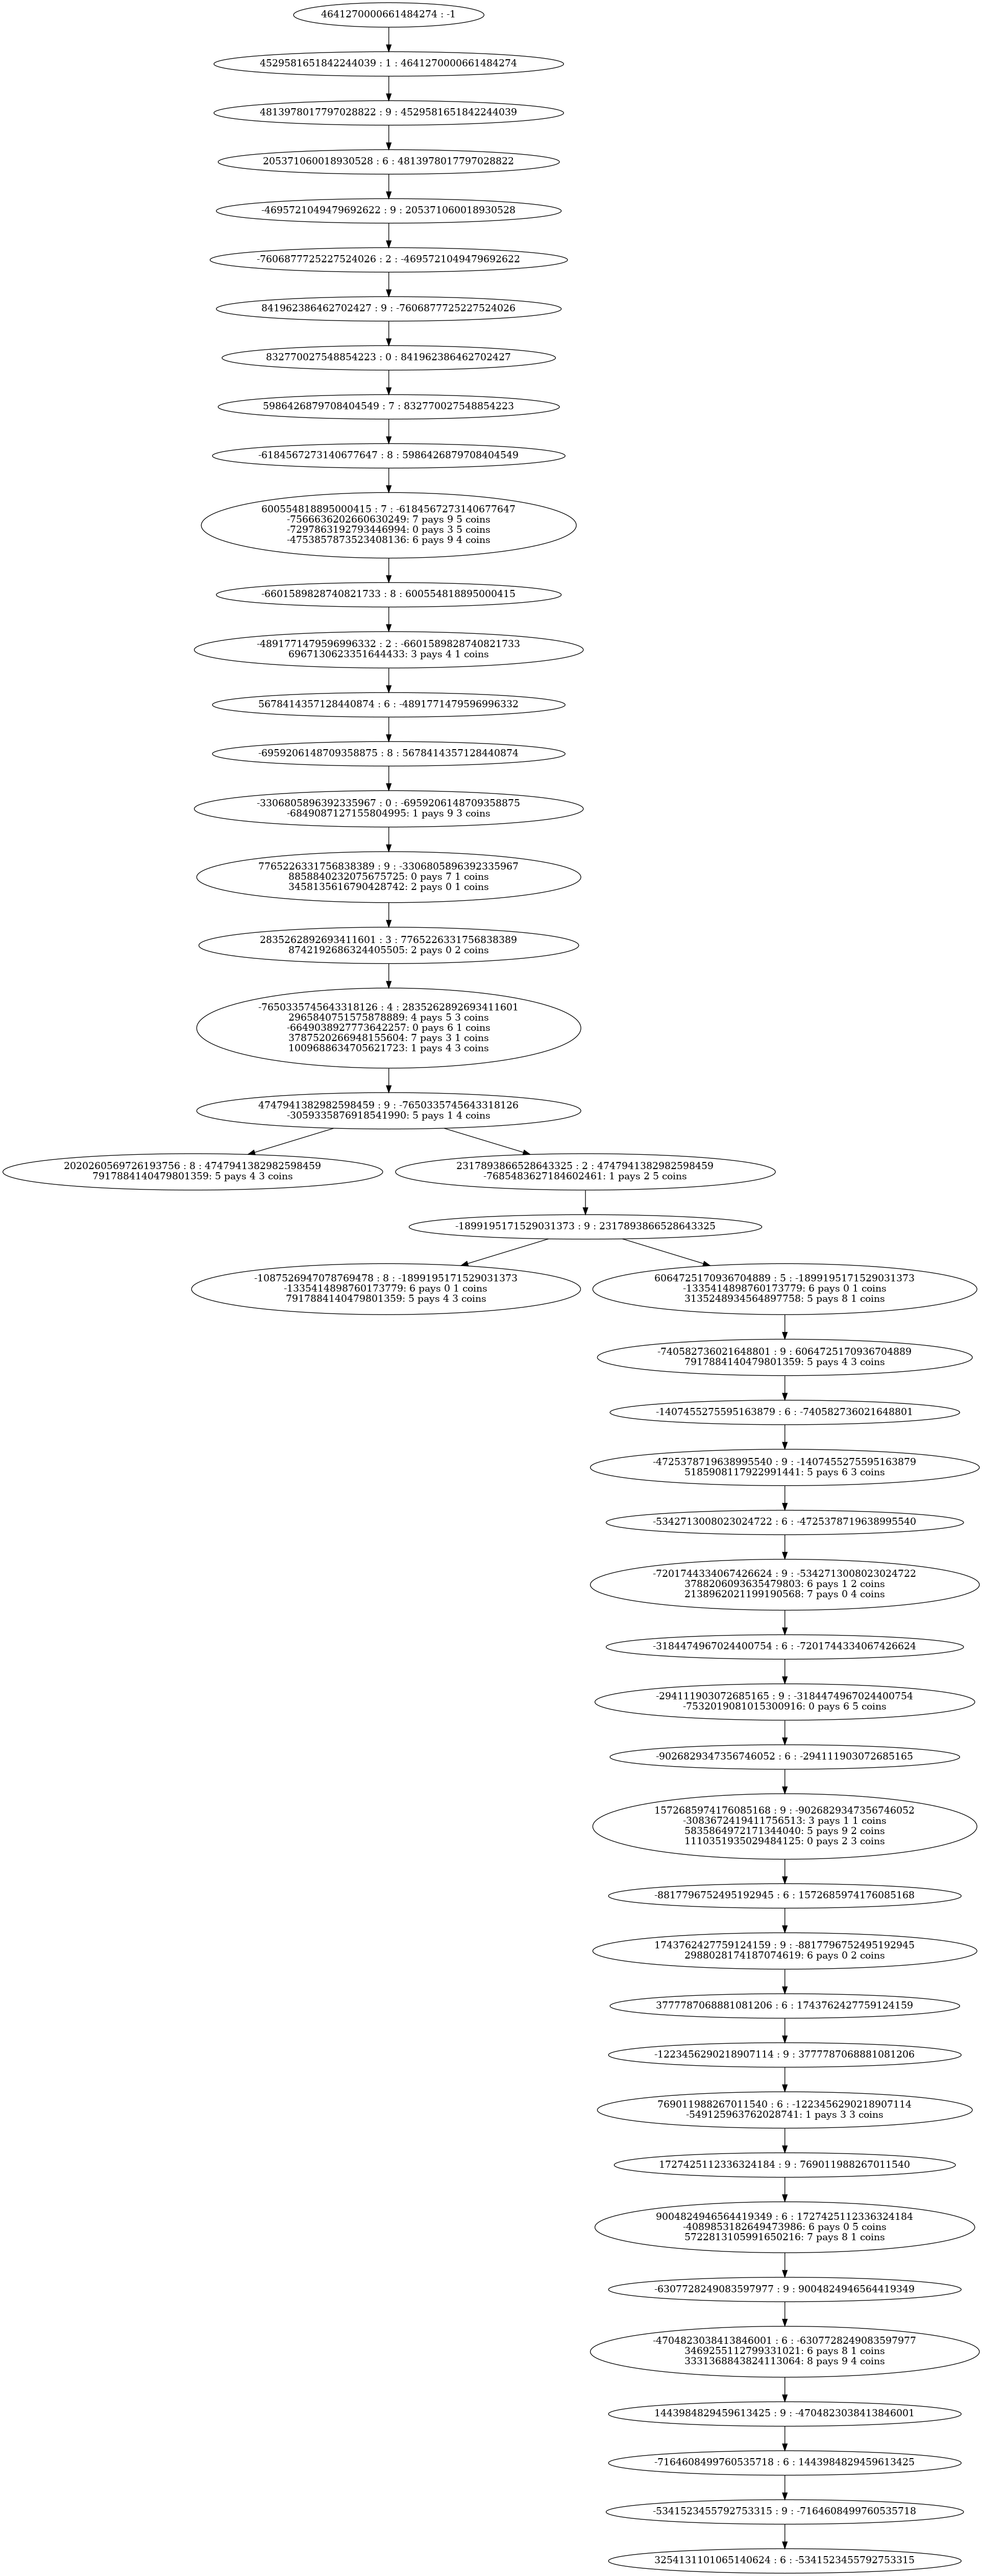 4641270000661484274 : -1
4529581651842244039 : 1 : 4641270000661484274
4813978017797028822 : 9 : 4529581651842244039
205371060018930528 : 6 : 4813978017797028822
-4695721049479692622 : 9 : 205371060018930528
-7606877725227524026 : 2 : -4695721049479692622
841962386462702427 : 9 : -7606877725227524026
832770027548854223 : 0 : 841962386462702427
5986426879708404549 : 7 : 832770027548854223
-6184567273140677647 : 8 : 5986426879708404549
600554818895000415 : 7 : -6184567273140677647
-7566636202660630249: 7 pays 9 5 coins
-7297863192793446994: 0 pays 3 5 coins
-4753857873523408136: 6 pays 9 4 coins
-6601589828740821733 : 8 : 600554818895000415
-4891771479596996332 : 2 : -6601589828740821733
6967130623351644433: 3 pays 4 1 coins
5678414357128440874 : 6 : -4891771479596996332
-6959206148709358875 : 8 : 5678414357128440874
-3306805896392335967 : 0 : -6959206148709358875
-6849087127155804995: 1 pays 9 3 coins
7765226331756838389 : 9 : -3306805896392335967
8858840232075675725: 0 pays 7 1 coins
3458135616790428742: 2 pays 0 1 coins
2835262892693411601 : 3 : 7765226331756838389
8742192686324405505: 2 pays 0 2 coins
-7650335745643318126 : 4 : 2835262892693411601
2965840751575878889: 4 pays 5 3 coins
-6649038927773642257: 0 pays 6 1 coins
3787520266948155604: 7 pays 3 1 coins
1009688634705621723: 1 pays 4 3 coins
4747941382982598459 : 9 : -7650335745643318126
-3059335876918541990: 5 pays 1 4 coins
2020260569726193756 : 8 : 4747941382982598459
7917884140479801359: 5 pays 4 3 coins
2317893866528643325 : 2 : 4747941382982598459
-7685483627184602461: 1 pays 2 5 coins
-1899195171529031373 : 9 : 2317893866528643325
-1087526947078769478 : 8 : -1899195171529031373
-1335414898760173779: 6 pays 0 1 coins
7917884140479801359: 5 pays 4 3 coins
6064725170936704889 : 5 : -1899195171529031373
-1335414898760173779: 6 pays 0 1 coins
3135248934564897758: 5 pays 8 1 coins
-740582736021648801 : 9 : 6064725170936704889
7917884140479801359: 5 pays 4 3 coins
-1407455275595163879 : 6 : -740582736021648801
-4725378719638995540 : 9 : -1407455275595163879
5185908117922991441: 5 pays 6 3 coins
-5342713008023024722 : 6 : -4725378719638995540
-7201744334067426624 : 9 : -5342713008023024722
3788206093635479803: 6 pays 1 2 coins
2138962021199190568: 7 pays 0 4 coins
-3184474967024400754 : 6 : -7201744334067426624
-294111903072685165 : 9 : -3184474967024400754
-7532019081015300916: 0 pays 6 5 coins
-9026829347356746052 : 6 : -294111903072685165
1572685974176085168 : 9 : -9026829347356746052
-3083672419411756513: 3 pays 1 1 coins
5835864972171344040: 5 pays 9 2 coins
1110351935029484125: 0 pays 2 3 coins
-8817796752495192945 : 6 : 1572685974176085168
1743762427759124159 : 9 : -8817796752495192945
2988028174187074619: 6 pays 0 2 coins
3777787068881081206 : 6 : 1743762427759124159
-1223456290218907114 : 9 : 3777787068881081206
769011988267011540 : 6 : -1223456290218907114
-549125963762028741: 1 pays 3 3 coins
1727425112336324184 : 9 : 769011988267011540
9004824946564419349 : 6 : 1727425112336324184
-4089853182649473986: 6 pays 0 5 coins
5722813105991650216: 7 pays 8 1 coins
-6307728249083597977 : 9 : 9004824946564419349
-4704823038413846001 : 6 : -6307728249083597977
3469255112799331021: 6 pays 8 1 coins
3331368843824113064: 8 pays 9 4 coins
1443984829459613425 : 9 : -4704823038413846001
-7164608499760535718 : 6 : 1443984829459613425
-5341523455792753315 : 9 : -7164608499760535718
3254131101065140624 : 6 : -5341523455792753315